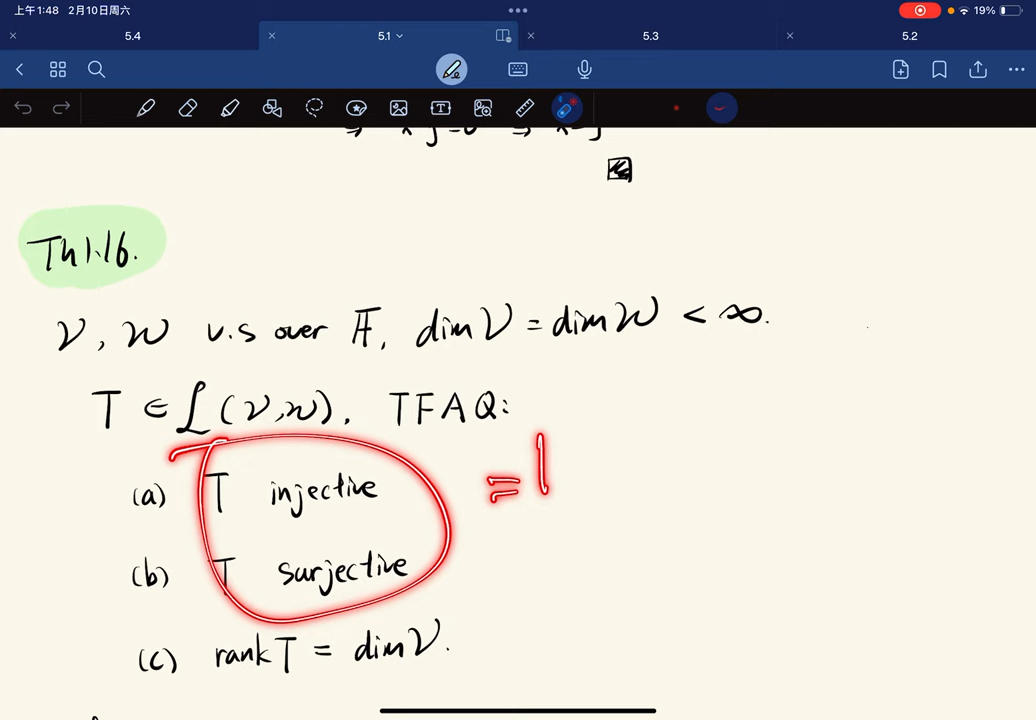 上午1:48 2月10日周六
19%
5.4
5.1
5.3
5.2
Th1.16.
V, W v.s over F, dim V = dim W < ∞.
T ∈ L(V,W). TFAQ:
(a) T injective
= 1
(b) T surjective
(c) rank T = dim V.